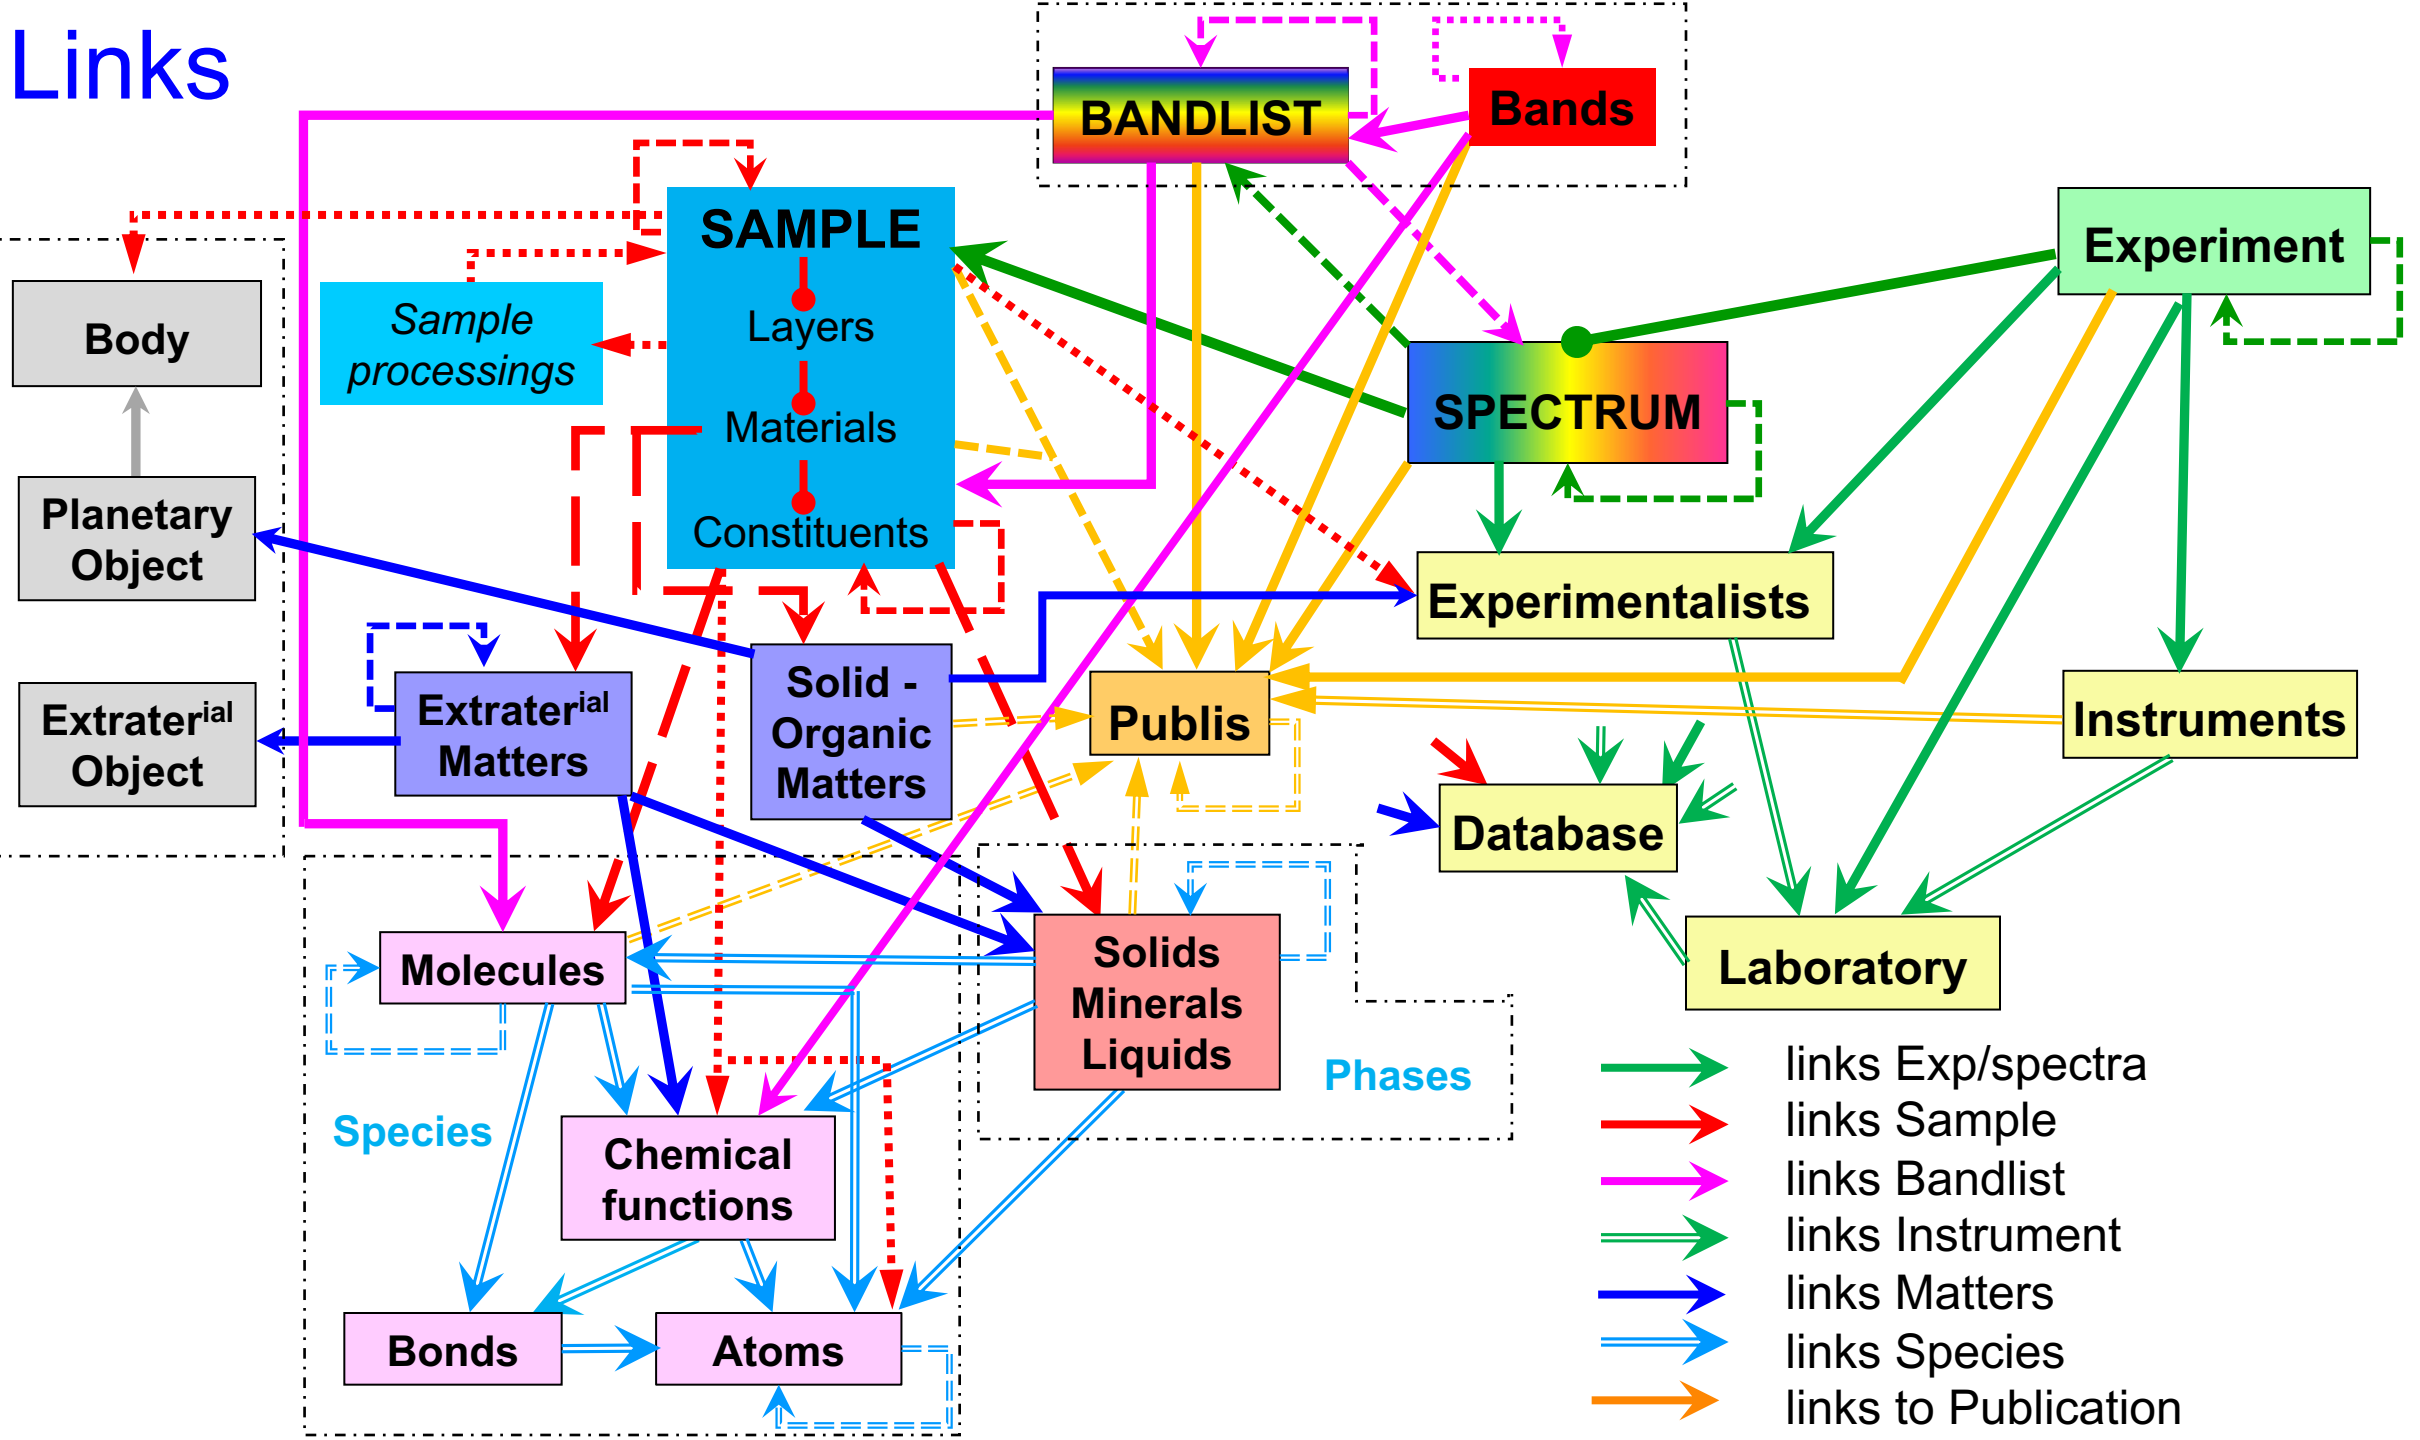 Links
BANDLIST
Bands
SAMPLE
Layers
Materials
Constituents
Sample
processings
Body
Planetary
Object
Extraterial
Object
Extraterial
Matters
Solid -
Organic
Matters
Experiment
SPECTRUM
Experimentalists
Publis
Instruments
Database
Laboratory
Molecules
Solids
Minerals
Liquids
Phases
Species
Chemical
functions
Bonds
Atoms
links Exp/spectra
links Sample
links Bandlist
links Instrument
links Matters
links Species
links to Publication